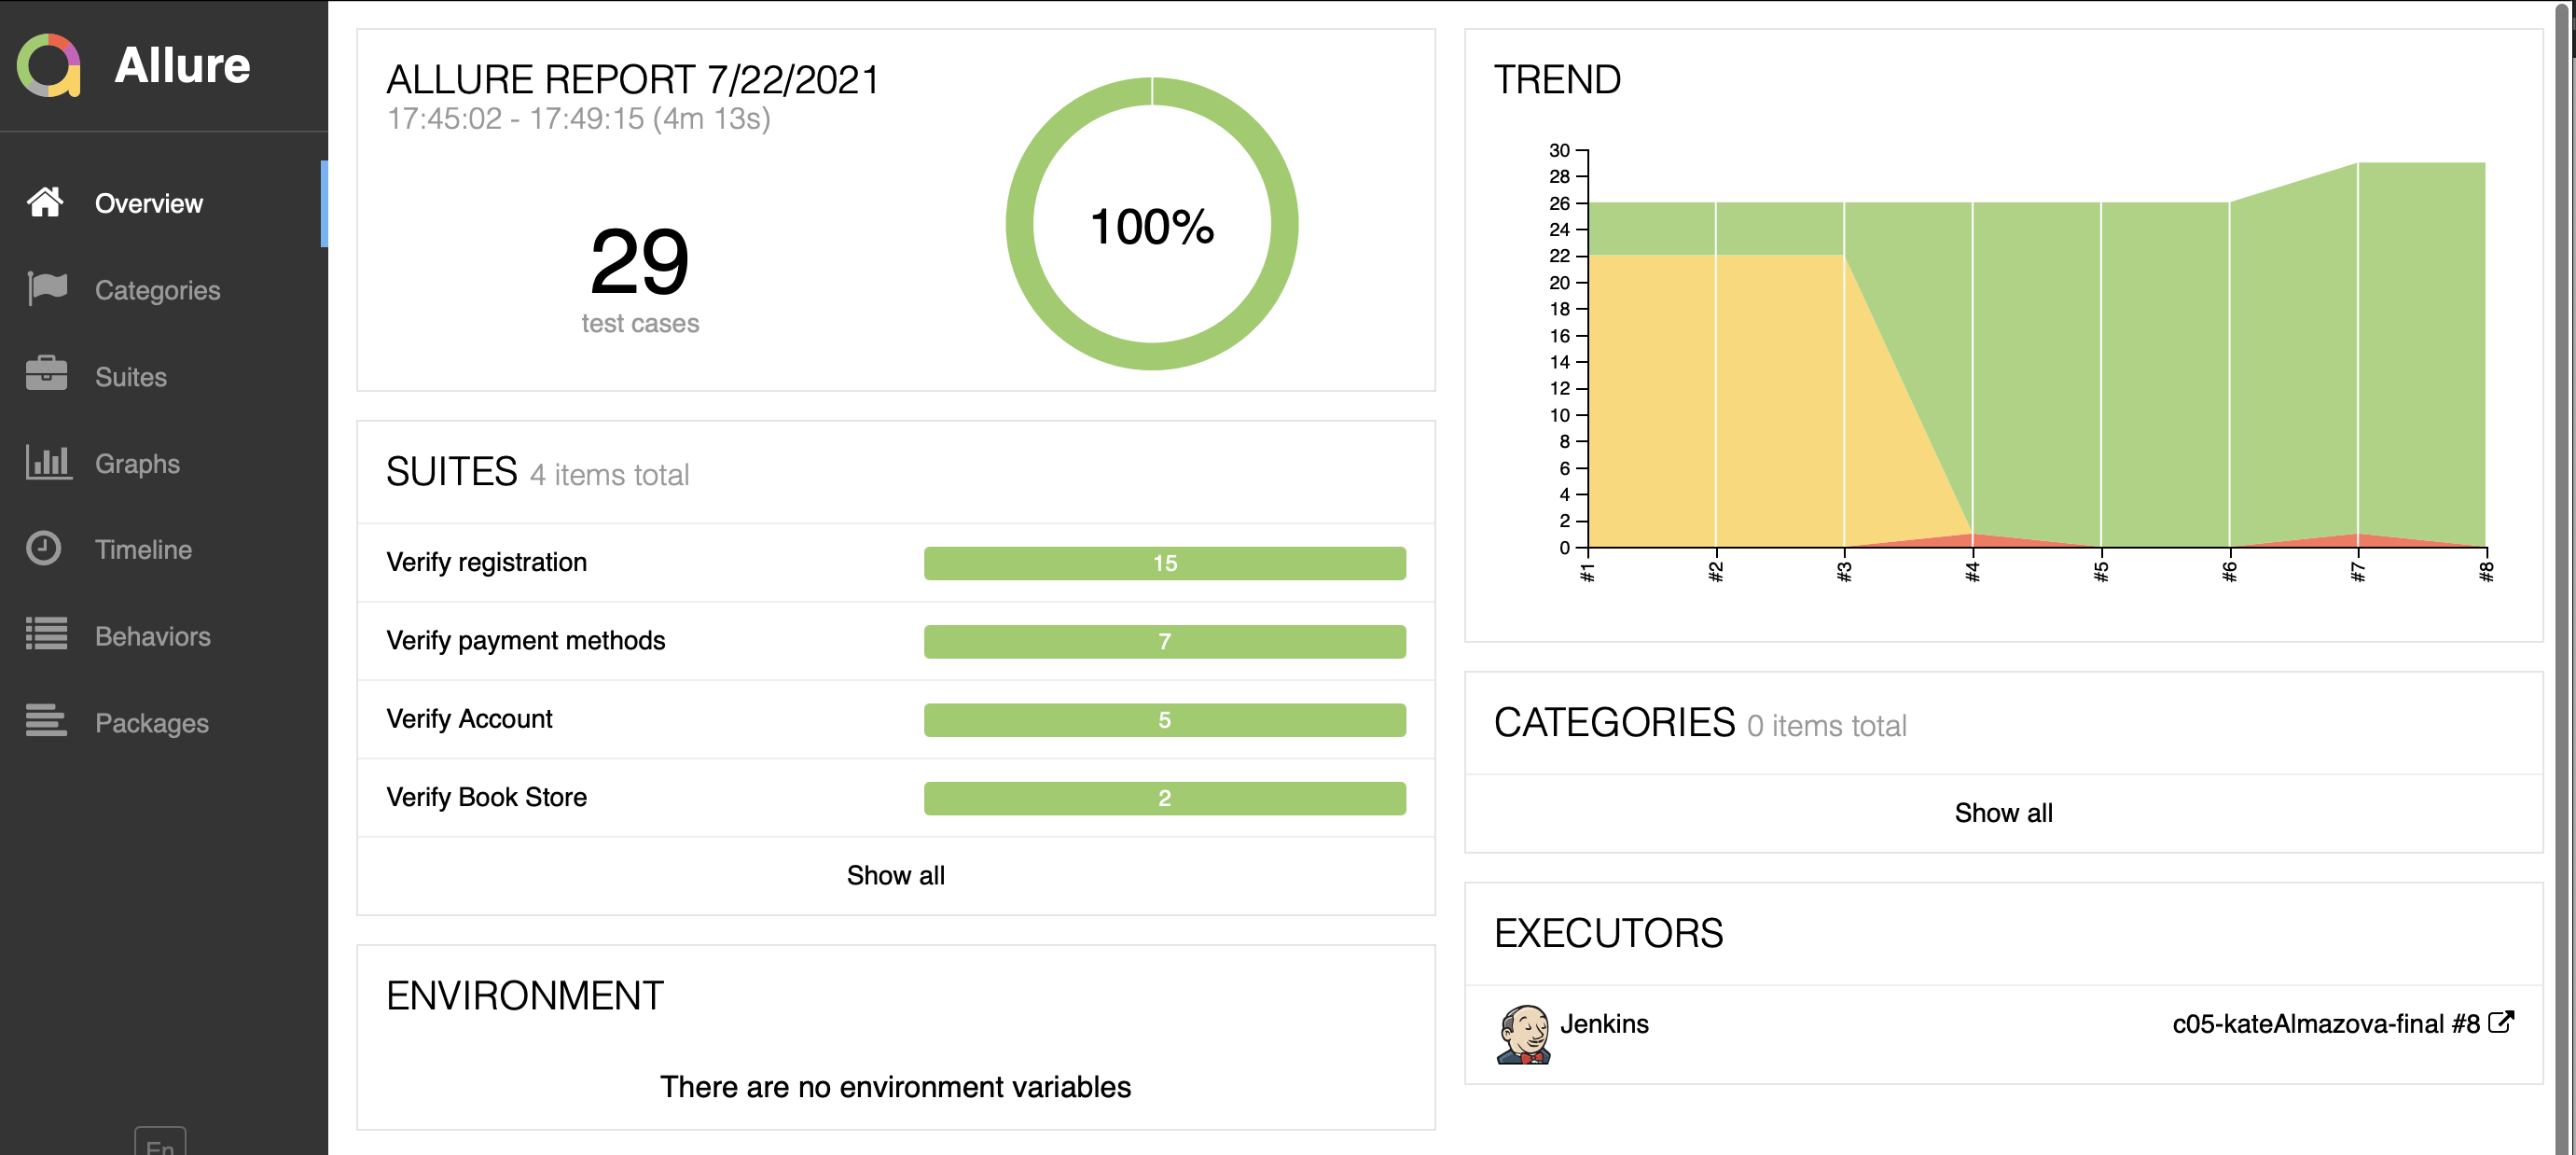 Allure
Overview
Categories
Suites
Graphs
Timeline
Behaviors
Packages
En
ALLURE REPORT 7/22/2021
17:45:02 - 17:49:15 (4m 13s)
29
test cases
100%
SUITES 4 items total
Verify registration 15
Verify payment methods 7
Verify Account 5
Verify Book Store 2
Show all
ENVIRONMENT
There are no environment variables
TREND
30
28
26
24
22
20
18
16
14
12
10
8
6
4
2
0
#1 #2 #3 #4 #5 #6 #7 #8
CATEGORIES 0 items total
Show all
EXECUTORS
Jenkins c05-kateAlmazova-final #8